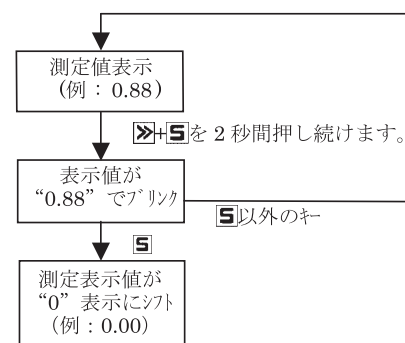 測定値表示
(例：0.88)
≫+Sを 2 秒間押し続けます。
表示値が
“0.88” でﾌﾞﾘﾝｸ
S以外のｷｰ
S
測定表示値が
“0” 表示にｼﾌﾄ
(例：0.00)